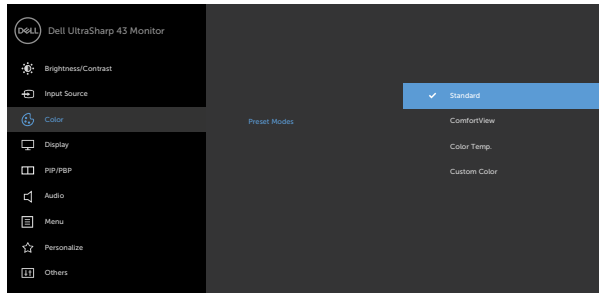 DELL
Dell UltraSharp 43 Monitor
Brightness/Contrast
Input Source
Color
Display
PIP/PBP
Audio
Menu
Personalize
Others
Preset Modes
Standard
ComfortView
Color Temp.
Custom Color